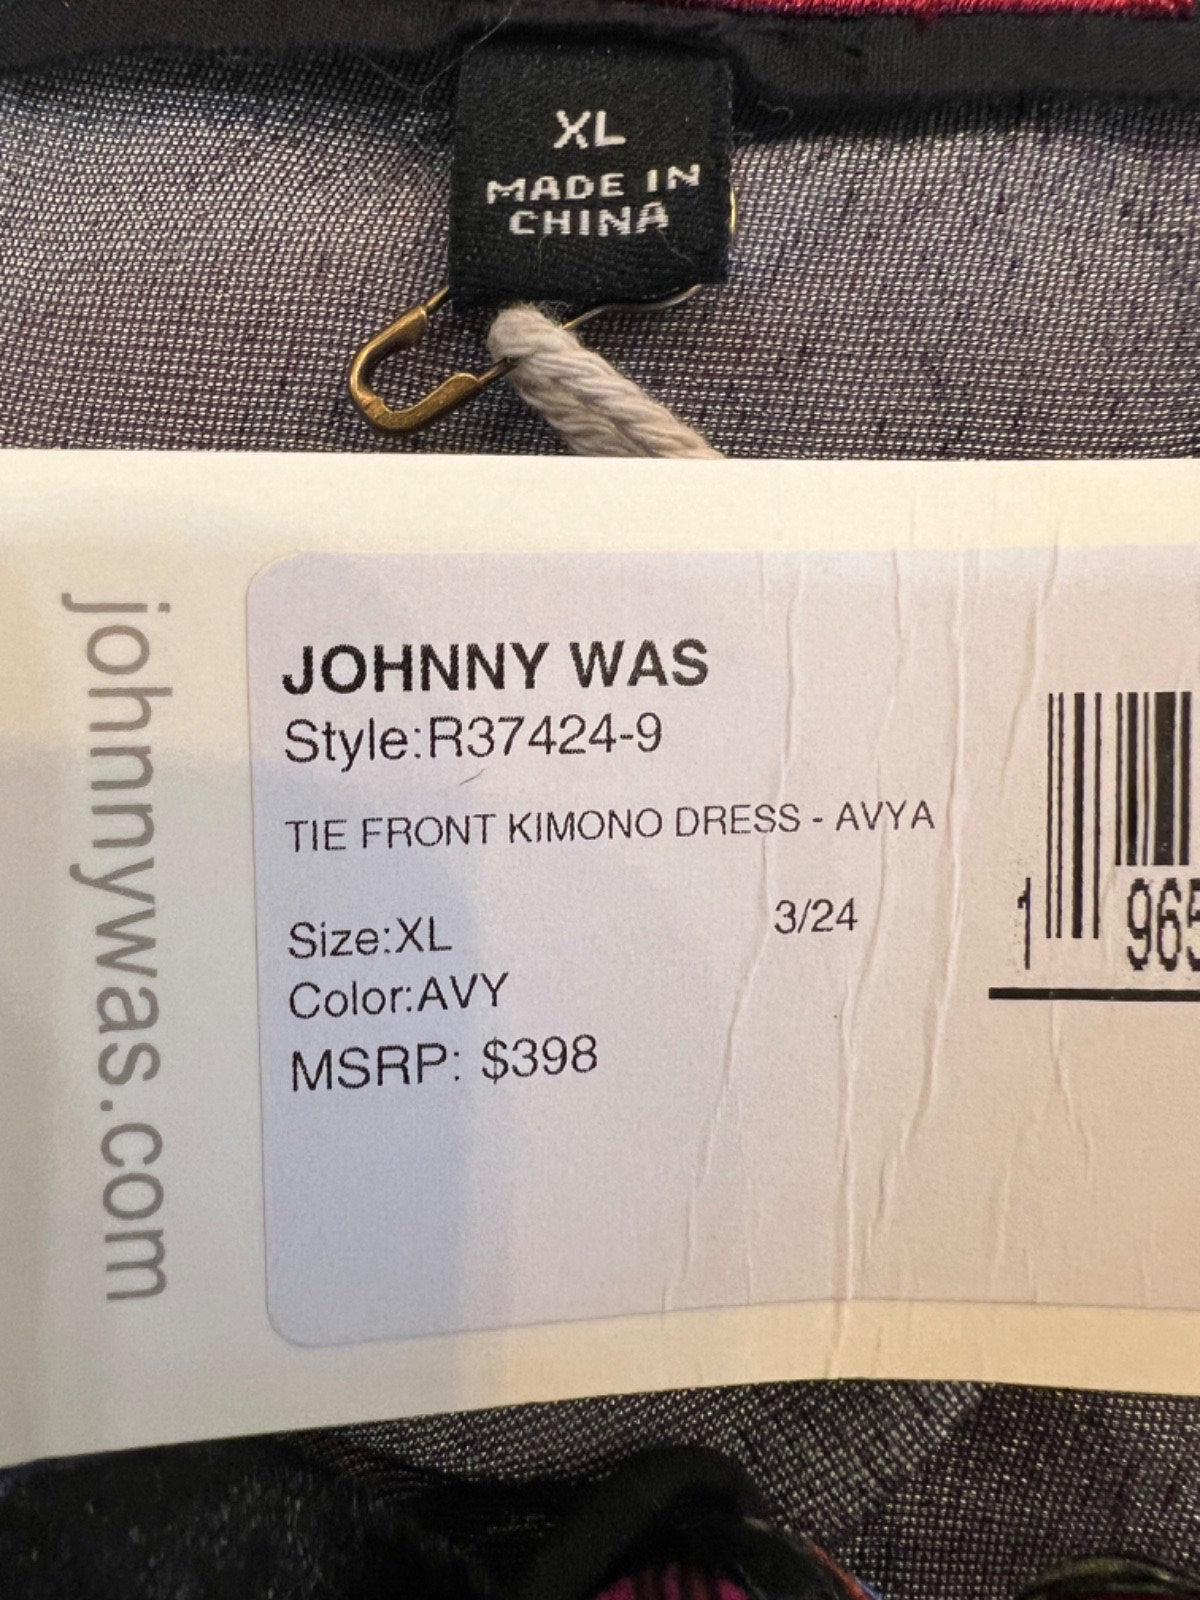 XL
MADE IN
CHINA
johnnywas.com
JOHNNY WAS
Style:R37424-9
TIE FRONT KIMONO DRESS - AVYA
Size:XL
3/24
Color:AVY
MSRP: $398
1 965